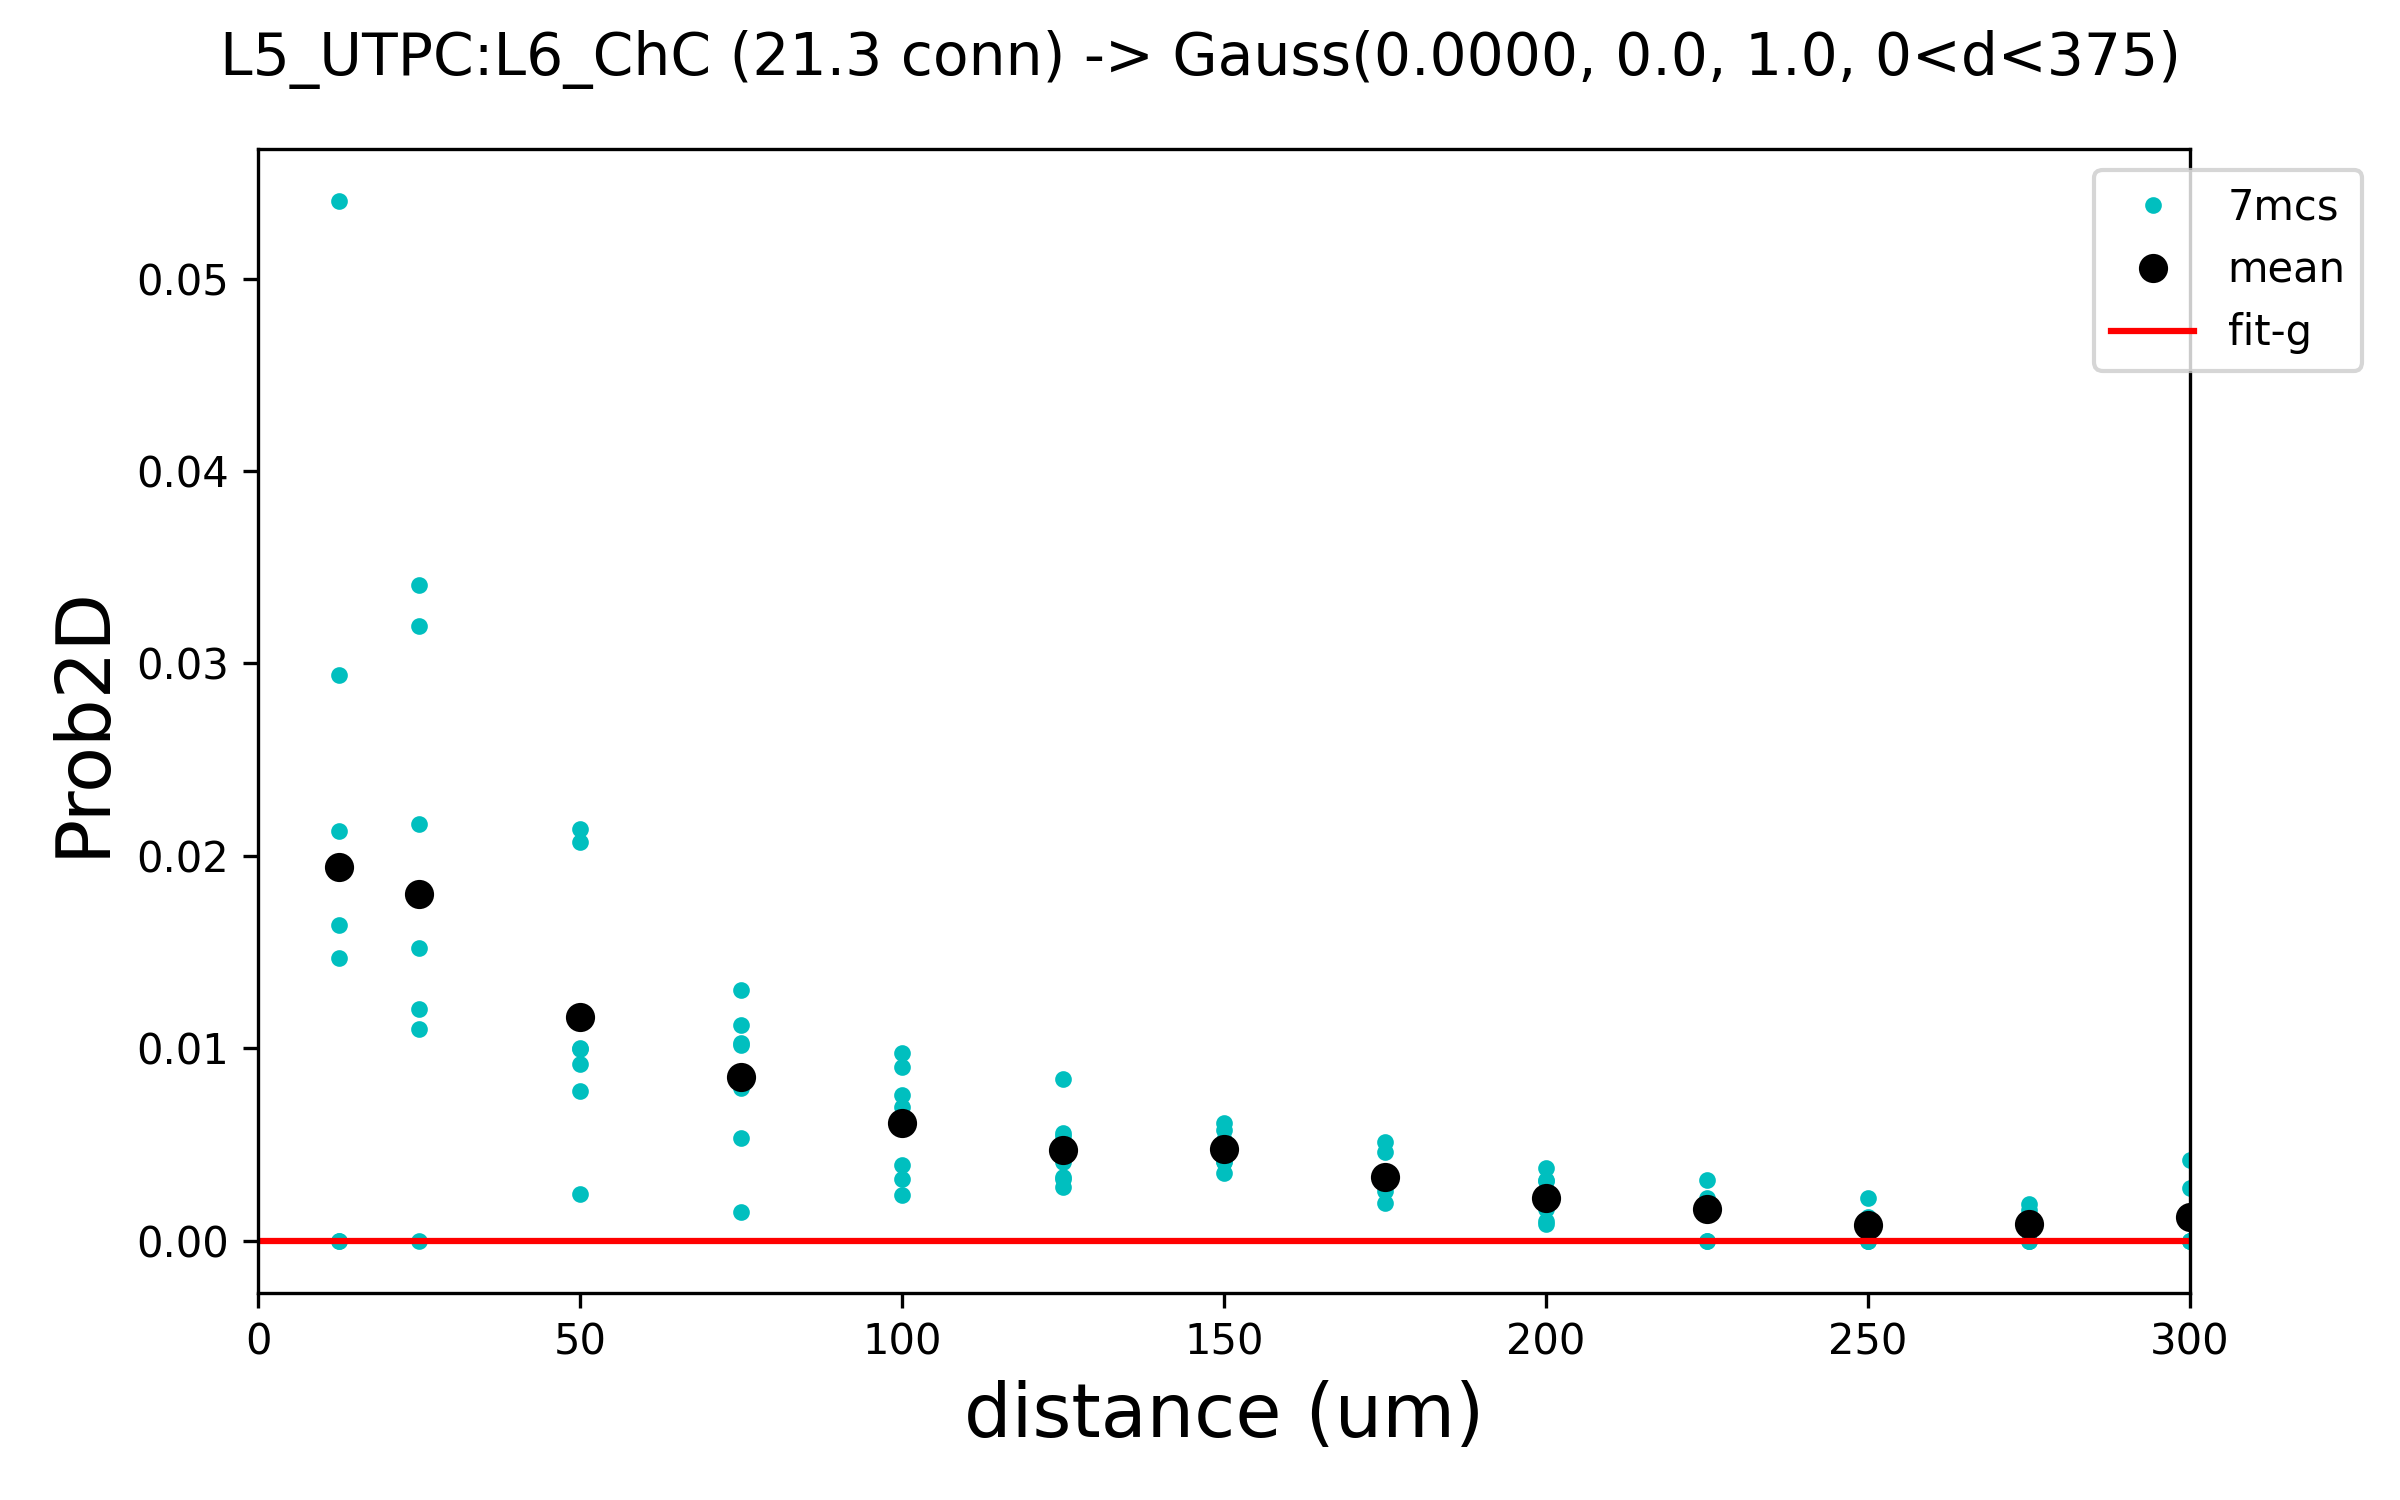 L5_UTPC:L6_ChC (21.3 conn) -> Gauss(0.0000, 0.0, 1.0, 0<d<375)
7mcs
mean
fit-g
Prob2D
0.05
0.04
0.03
0.02
0.01
0.00
0 50 100 150 200 250 300
distance (um)